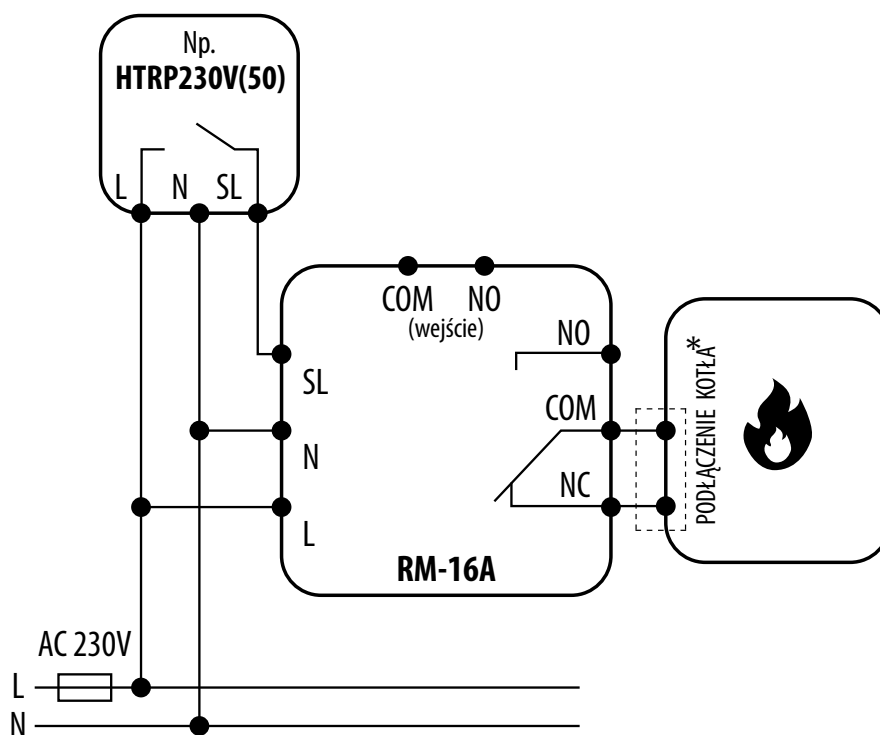 Np.
HTRP230V(50)
L N SL
COM NO
(wejście)
NO
SL
COM
N
NC
L
RM-16A
PODŁĄCZENIE KOTŁA*
AC 230V
L
N